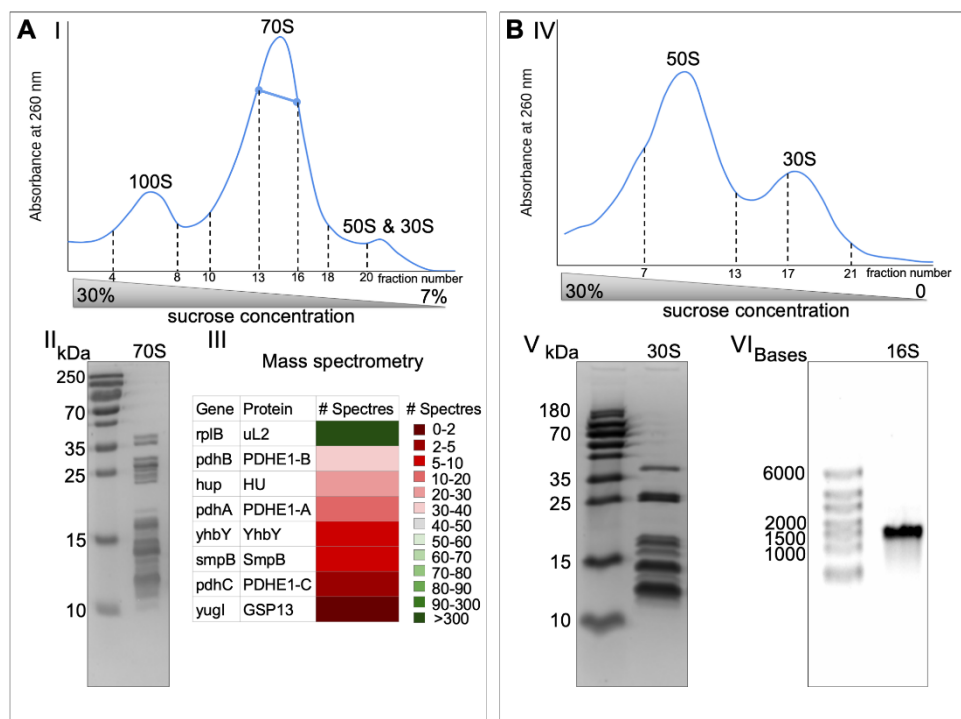 A I
70S
100S
50S & 30S
Absorbance at 260 nm
4 8 10 13 16 18 20 fraction number
30% 7%
sucrose concentration
II
kDa 70S
250
70
35
25
15
10
III
Mass spectrometry
Gene Protein # Spectres
rplB uL2
pdhB PDHE1-B
hup HU
pdhA PDHE1-A
yhbY YhbY
smpB SmpB
pdhC PDHE1-C
yugI GSP13
# Spectres
0-2
2-5
5-10
10-20
20-30
30-40
40-50
50-60
60-70
70-80
80-90
90-300
>300
B IV
50S
30S
Absorbance at 260 nm
7 13 17 21 fraction number
30% 0
sucrose concentration
V kDa 30S
180
70
35
25
15
10
VI Bases 16S
6000
2000
1500
1000